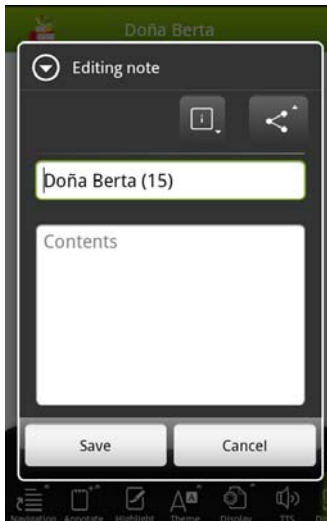 Doña Berta
Editing note
Doña Berta (15)
Contents
Save Cancel
Navigation Annotate Highlight Theme Display TTS